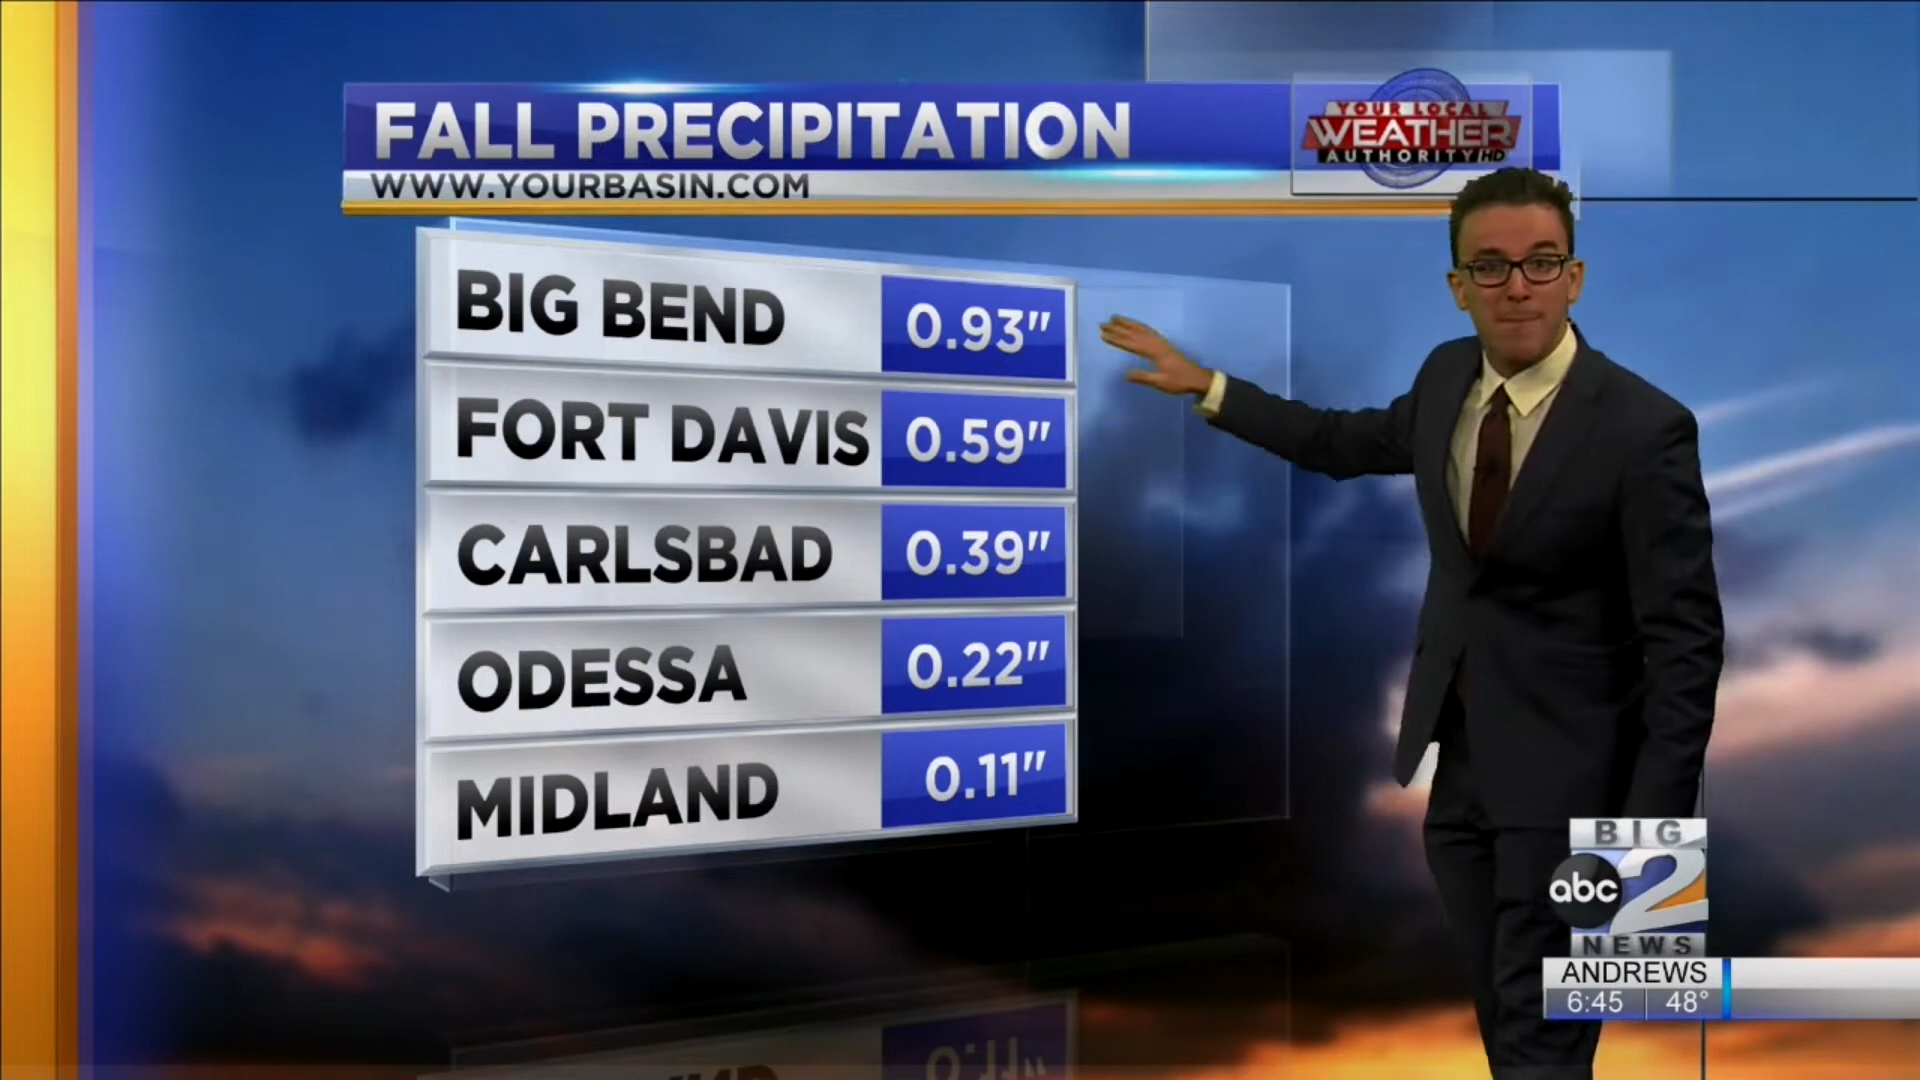 FALL PRECIPITATION
WWW.YOURBASIN.COM
YOUR LOCAL
WEATHER
AUTHORITY HD
BIG BEND 0.93"
FORT DAVIS 0.59"
CARLSBAD 0.39"
ODESSA 0.22"
MIDLAND 0.11"
BIG
abc 2
NEWS
ANDREWS
6:45 48°